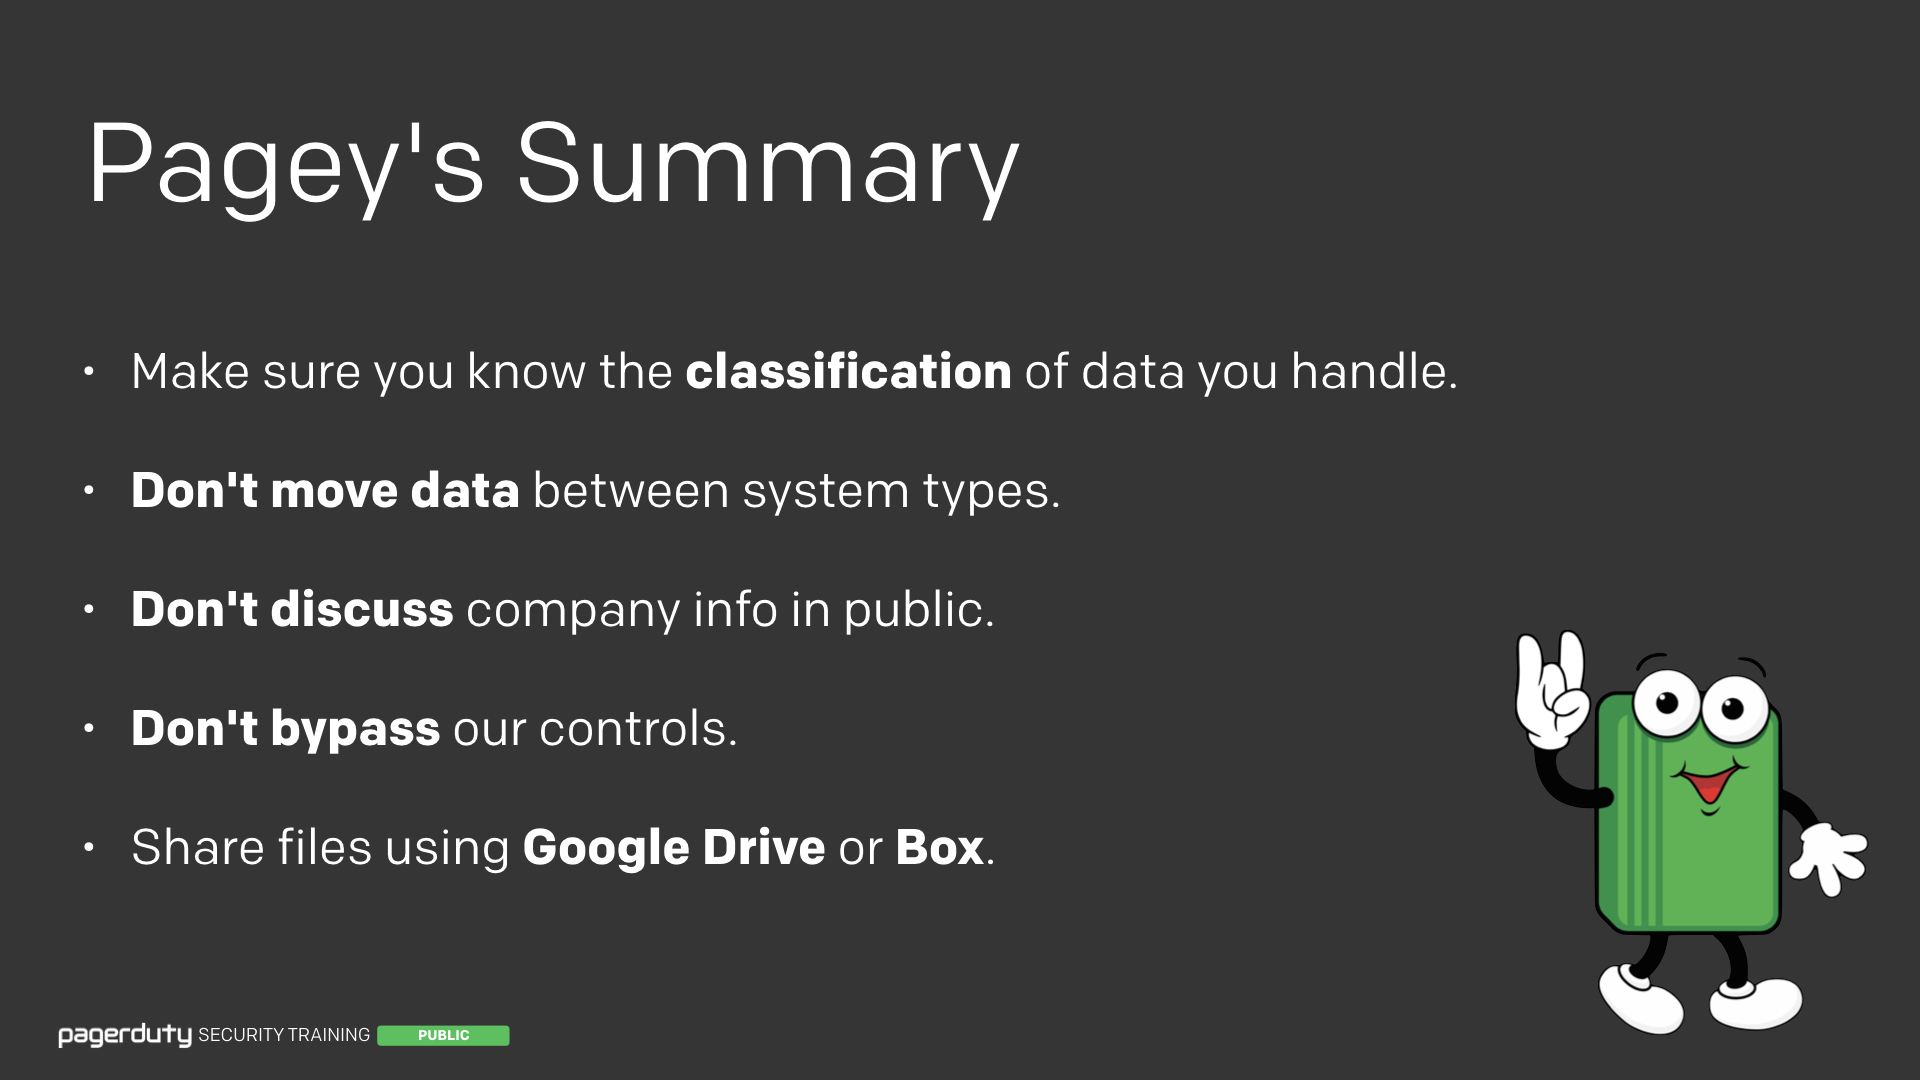 Pagey's Summary
• Make sure you know the classification of data you handle.
• Don't move data between system types.
• Don't discuss company info in public.
• Don't bypass our controls.
• Share files using Google Drive or Box.
pagerduty SECURITY TRAINING PUBLIC